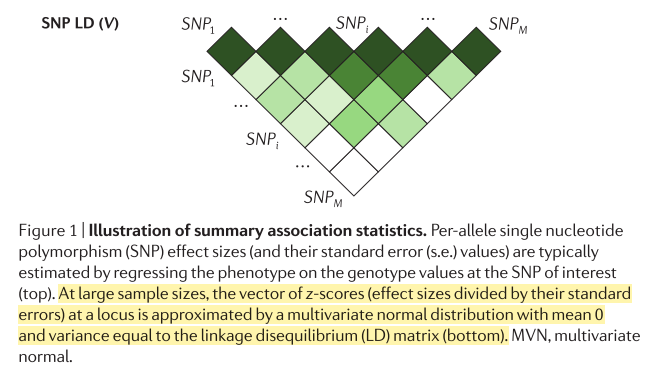 SNP LD (V)
SNP1 ... SNPi ... SNPM
SNP1
...
SNPi
...
SNPM
Figure 1 | Illustration of summary association statistics. Per-allele single nucleotide
polymorphism (SNP) effect sizes (and their standard error (s.e.) values) are typically
estimated by regressing the phenotype on the genotype values at the SNP of interest
(top). At large sample sizes, the vector of z-scores (effect sizes divided by their standard
errors) at a locus is approximated by a multivariate normal distribution with mean 0
and variance equal to the linkage disequilibrium (LD) matrix (bottom). MVN, multivariate
normal.